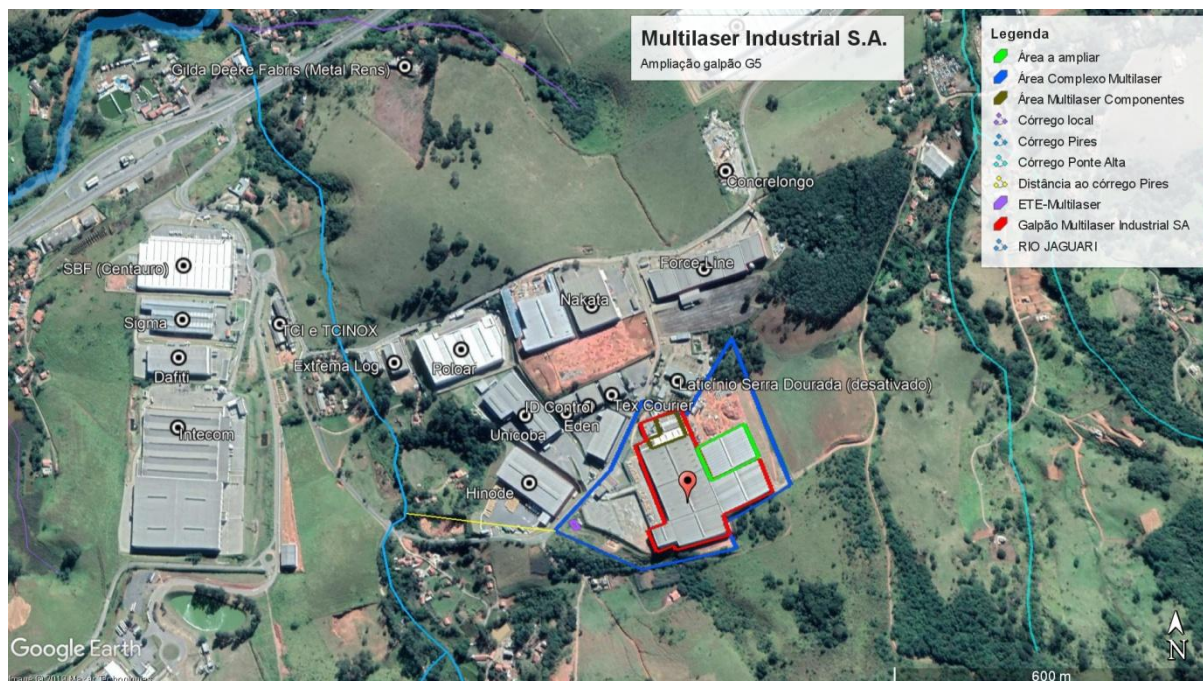 Multilaser Industrial S.A.
Ampliação galpão G5
Legenda
Área a ampliar
Área Complexo Multilaser
Área Multilaser Componentes
Córrego local
Córrego Pires
Córrego Ponte Alta
Distância ao córrego Pires
ETE-Multilaser
Galpão Multilaser Industrial SA
RIO JAGUARI
Gilda Deeke Fabris (Metal Rens)
Concrelongo
SBF (Centauro)
Force-Line
Nakata
Sigma
TCI e TCINOX
Extrema Log
Poloar
Dafiti
Laticínio Serra Dourada (desativado)
ID Control
Tex Courier
Eden
Unicoba
Intecom
Hinode
Google Earth
N
600 m